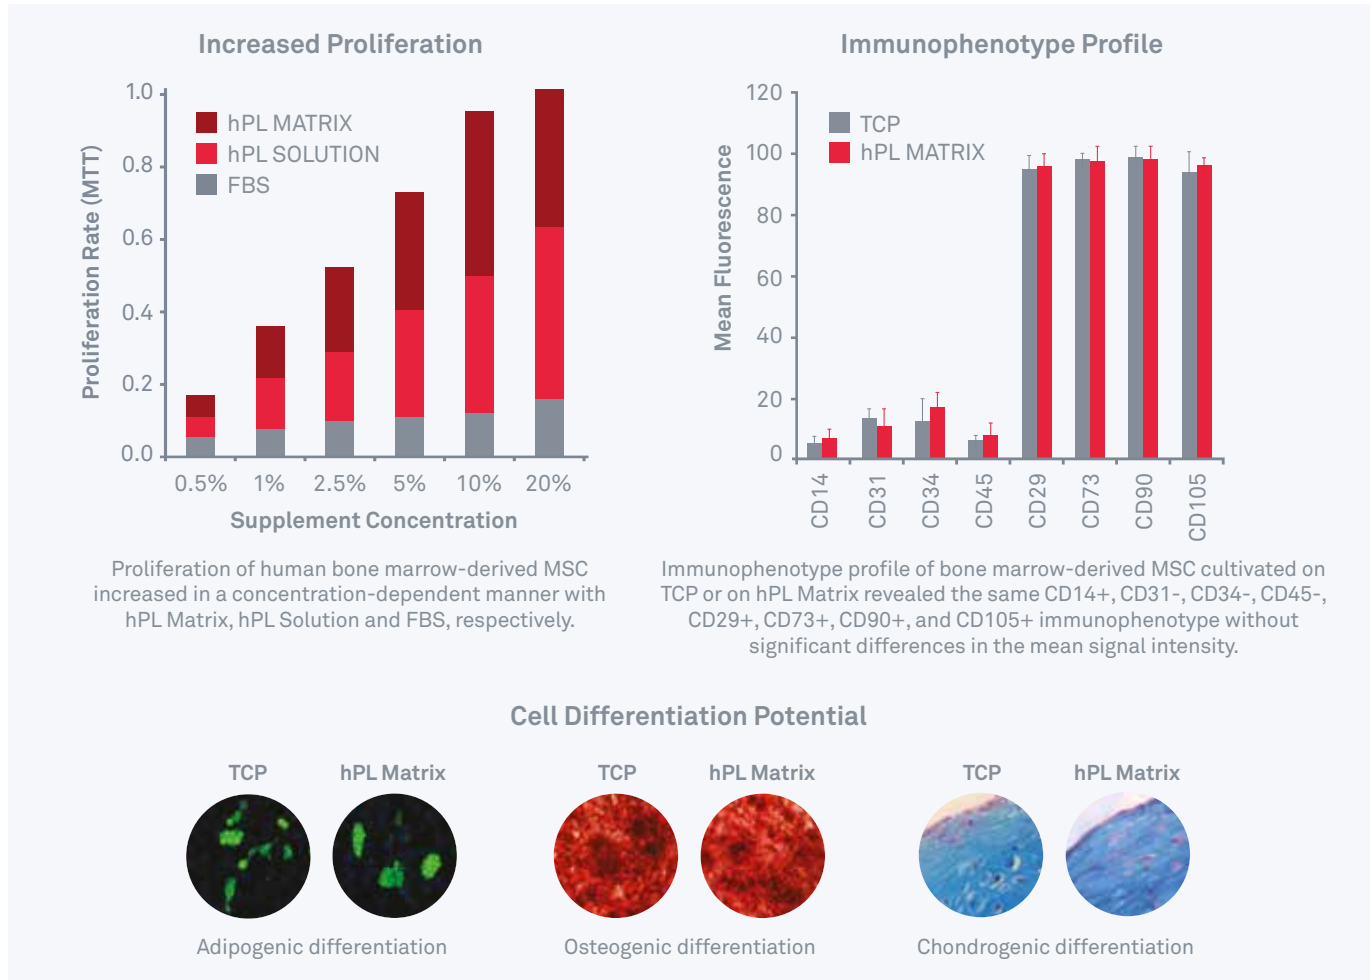 Increased Proliferation
1.0
0.8
0.6
0.4
0.2
0.0
Proliferation Rate (MTT)
hPL MATRIX
hPL SOLUTION
FBS
0.5% 1% 2.5% 5% 10% 20%
Supplement Concentration
Proliferation of human bone marrow-derived MSC
increased in a concentration-dependent manner with
hPL Matrix, hPL Solution and FBS, respectively.
Immunophenotype Profile
120
100
80
60
40
20
0
Mean Fluorescence
TCP
hPL MATRIX
CD14 CD31 CD34 CD45 CD29 CD73 CD90 CD105
Immunophenotype profile of bone marrow-derived MSC cultivated on
TCP or on hPL Matrix revealed the same CD14+, CD31-, CD34-, CD45-,
CD29+, CD73+, CD90+, and CD105+ immunophenotype without
significant differences in the mean signal intensity.
Cell Differentiation Potential
TCP hPL Matrix TCP hPL Matrix TCP hPL Matrix
Adipogenic differentiation Osteogenic differentiation Chondrogenic differentiation